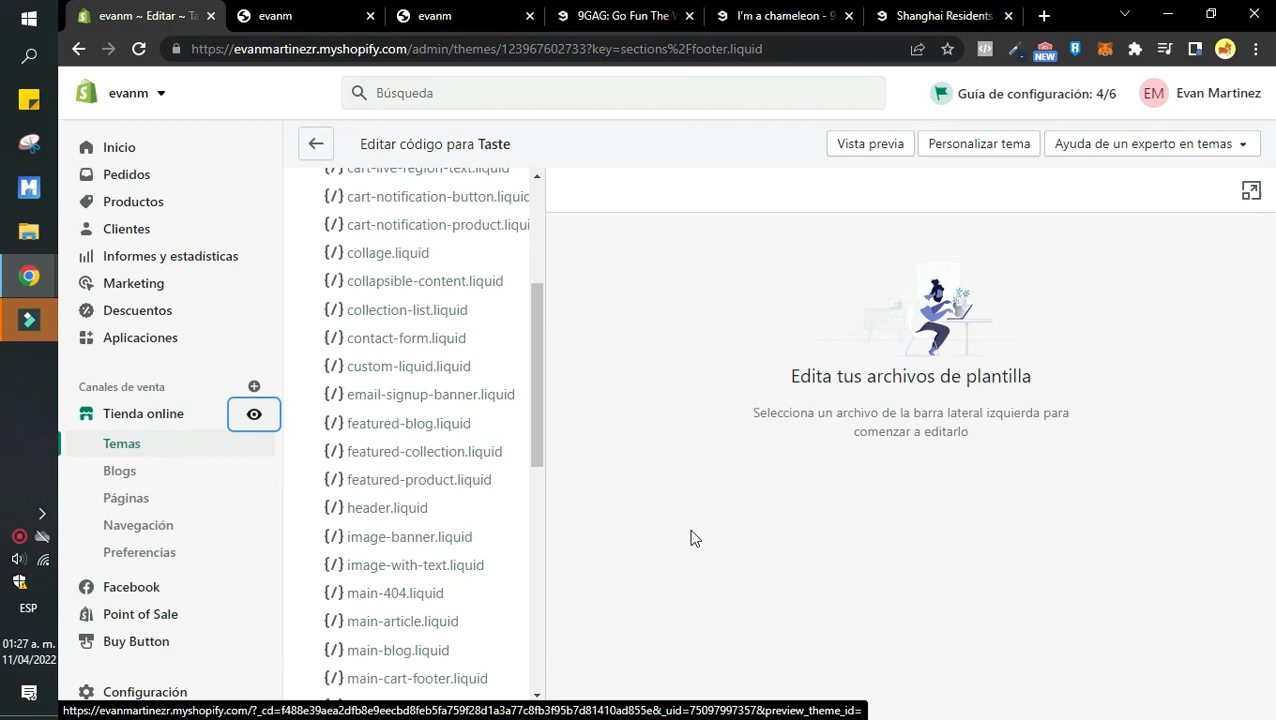 evanm ~ Editar ~ Ta
evanm
evanm
9GAG: Go Fun The W
I'm a chameleon - 9
Shanghai Residents
https://evanmartinezr.myshopify.com/admin/themes/123967602733?key=sections%2Ffooter.liquid
NEW
evanm
Búsqueda
Guía de configuración: 4/6
EM
Evan Martinez
Inicio
Pedidos
Productos
Clientes
Informes y estadísticas
Marketing
Descuentos
Aplicaciones
Canales de venta
Tienda online
Temas
Blogs
Páginas
Navegación
Preferencias
Facebook
Point of Sale
Buy Button
Configuración
Editar código para Taste
Vista previa
Personalizar tema
Ayuda de un experto en temas
{/} cart-live-region-text.liquid
{/} cart-notification-button.liquid
{/} cart-notification-product.liqui
{/} collage.liquid
{/} collapsible-content.liquid
{/} collection-list.liquid
{/} contact-form.liquid
{/} custom-liquid.liquid
{/} email-signup-banner.liquid
{/} featured-blog.liquid
{/} featured-collection.liquid
{/} featured-product.liquid
{/} header.liquid
{/} image-banner.liquid
{/} image-with-text.liquid
{/} main-404.liquid
{/} main-article.liquid
{/} main-blog.liquid
{/} main-cart-footer.liquid
Edita tus archivos de plantilla
Selecciona un archivo de la barra lateral izquierda para
comenzar a editarlo
ESP
01:27 a. m.
11/04/2022
https://evanmartinezr.myshopify.com/?_cd=f488e39aea2dfb8e9eecbd8feb5fa759f28d1a3a77c8fb3f95b7d81410ad855e&_uid=750979973578&preview_theme_id=